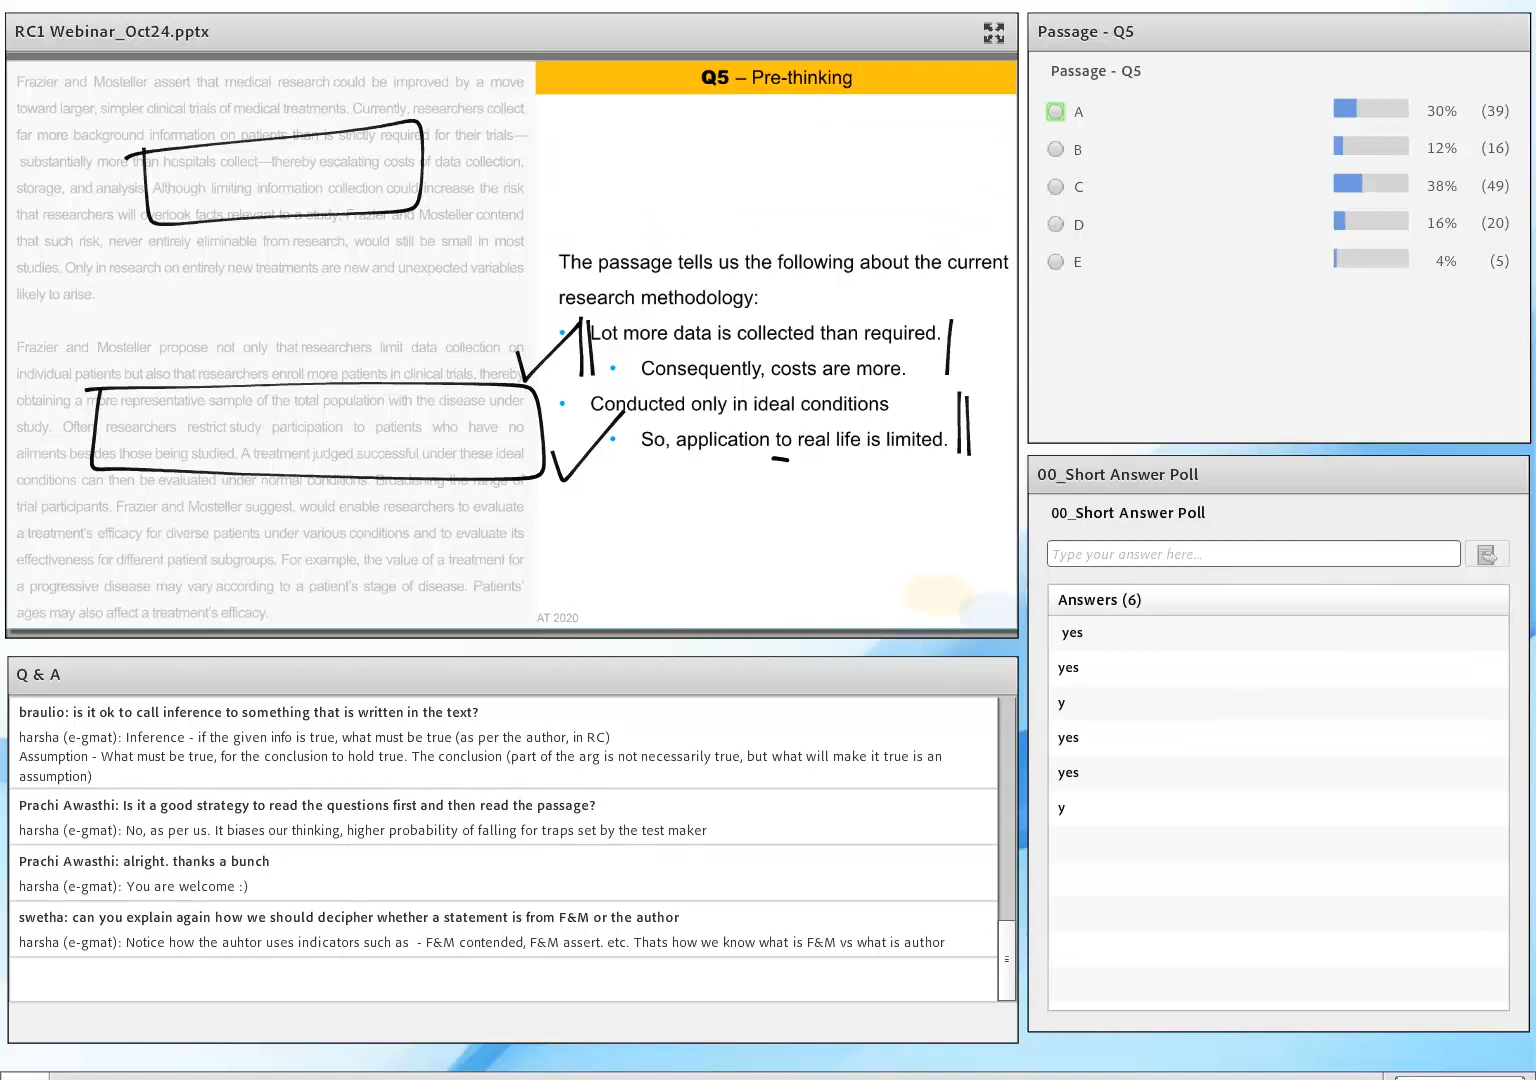 RC1 Webinar_Oct24.pptx
Frazier and Mosteller assert that medical research could be improved by a move
toward larger, simpler clinical trials of medical treatments. Currently, researchers collect
far more background information on patients than is strictly required for their trials—
substantially more than hospitals collect—thereby escalating costs of data collection,
storage, and analysis. Although limiting information collection could increase the risk
that researchers will overlook facts relevant to a study, Frazier and Mosteller contend
that such risk, never entirely eliminable from research, would still be small in most
studies. Only in research on entirely new treatments are new and unexpected variables
likely to arise.
Frazier and Mosteller propose not only that researchers limit data collection on
individual patients but also that researchers enroll more patients in clinical trials, thereby
obtaining a more representative sample of the total population with the disease under
study. Often researchers restrict study participation to patients who have no
ailments besides those being studied. A treatment judged successful under these ideal
conditions can then be evaluated under normal conditions. Broadening the range of
trial participants. Frazier and Mosteller suggest, would enable researchers to evaluate
a treatment's efficacy for diverse patients under various conditions and to evaluate its
effectiveness for different patient subgroups. For example, the value of a treatment for
a progressive disease may vary according to a patient's stage of disease. Patients'
ages may also affect a treatment's efficacy.
Q5 – Pre-thinking
The passage tells us the following about the current
research methodology:
• Lot more data is collected than required.
• Consequently, costs are more.
• Conducted only in ideal conditions
• So, application to real life is limited.
AT 2020
Passage - Q5
Passage - Q5
A 30% (39)
B 12% (16)
C 38% (49)
D 16% (20)
E 4% (5)
00_Short Answer Poll
00_Short Answer Poll
Type your answer here...
Answers (6)
yes
yes
y
yes
yes
y
Q & A
braulio: is it ok to call inference to something that is written in the text?
harsha (e-gmat): Inference - if the given info is true, what must be true (as per the author, in RC)
Assumption - What must be true, for the conclusion to hold true. The conclusion (part of the arg is not necessarily true, but what will make it true is an
assumption)
Prachi Awasthi: Is it a good strategy to read the questions first and then read the passage?
harsha (e-gmat): No, as per us. It biases our thinking, higher probability of falling for traps set by the test maker
Prachi Awasthi: alright. thanks a bunch
harsha (e-gmat): You are welcome :)
swetha: can you explain again how we should decipher whether a statement is from F&M or the author
harsha (e-gmat): Notice how the auhtor uses indicators such as - F&M contended, F&M assert. etc. Thats how we know what is F&M vs what is author